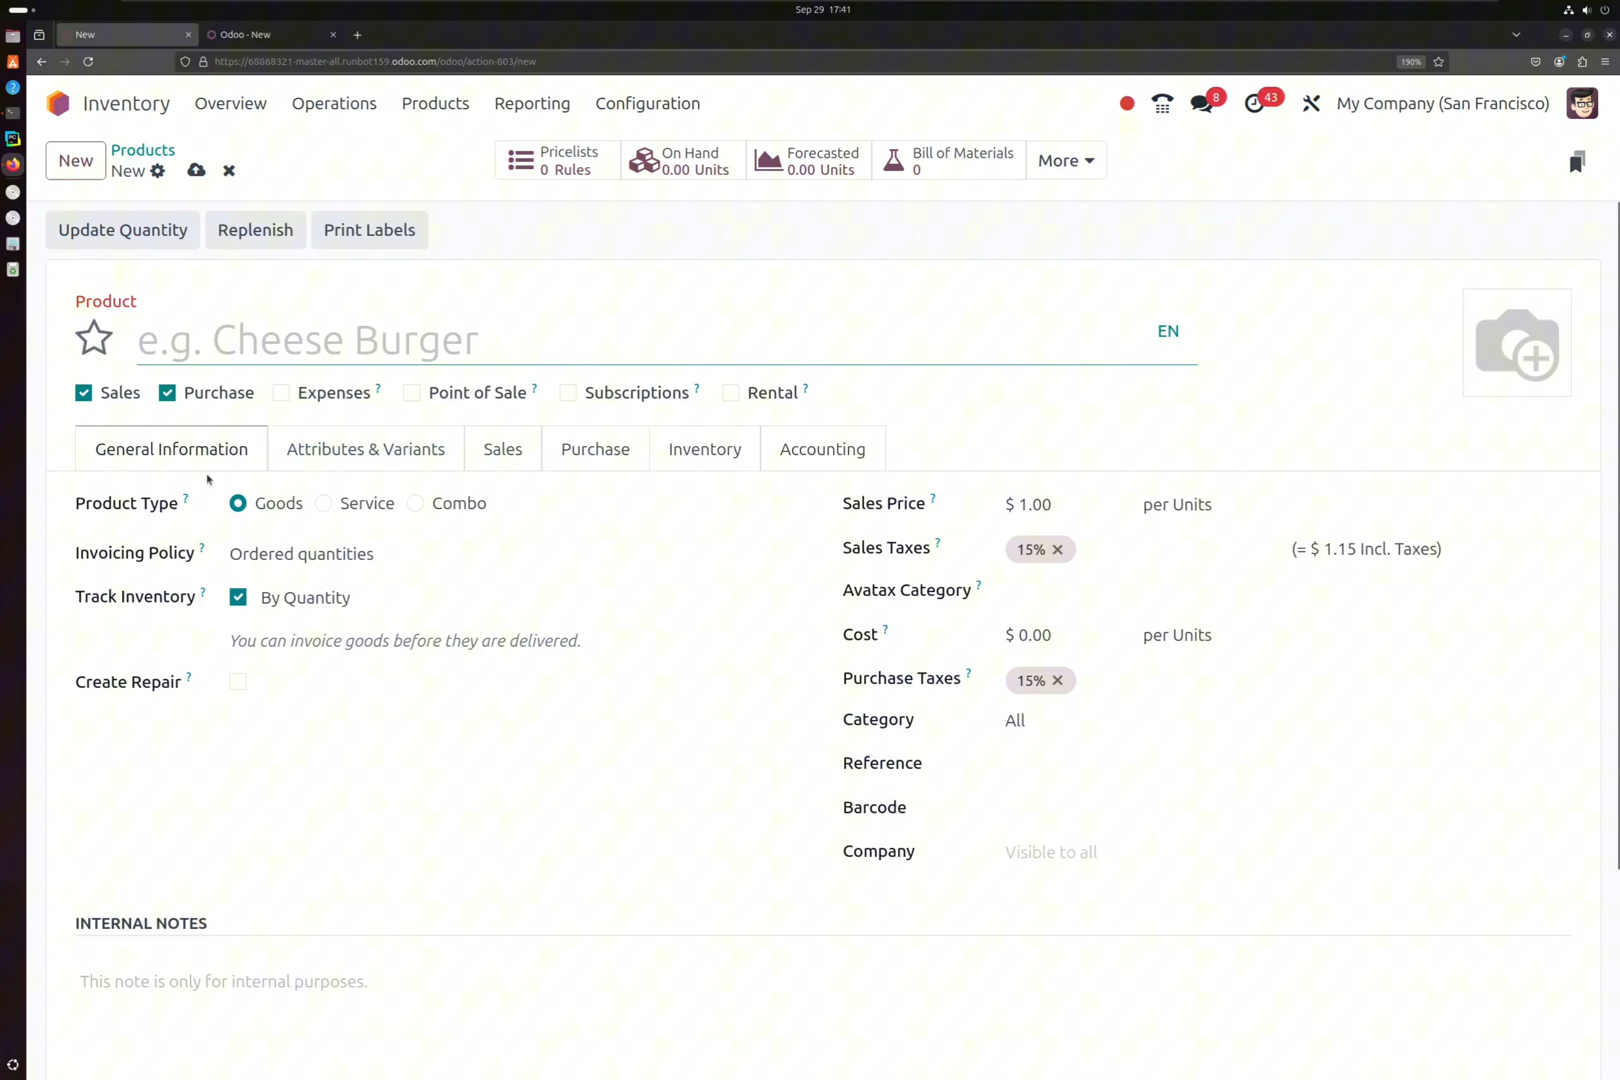 Sep 29 17:41
New
Odoo - New
https://68868321-master-all.runbot159.odoo.com/odoo/action-803/new
190%
Inventory Overview Operations Products Reporting Configuration
8
43
My Company (San Francisco)
New
Products
New
Pricelists
0 Rules
On Hand
0.00 Units
Forecasted
0.00 Units
Bill of Materials
0
More
Update Quantity Replenish Print Labels
Product
e.g. Cheese Burger
EN
Sales Purchase Expenses ? Point of Sale ? Subscriptions ? Rental ?
General Information Attributes & Variants Sales Purchase Inventory Accounting
Product Type ? Goods Service Combo
Invoicing Policy ? Ordered quantities
Track Inventory ? By Quantity
You can invoice goods before they are delivered.
Create Repair ?
Sales Price ? $ 1.00 per Units
Sales Taxes ? 15% (= $ 1.15 Incl. Taxes)
Avatax Category ?
Cost ? $ 0.00 per Units
Purchase Taxes ? 15%
Category All
Reference
Barcode
Company Visible to all
INTERNAL NOTES
This note is only for internal purposes.